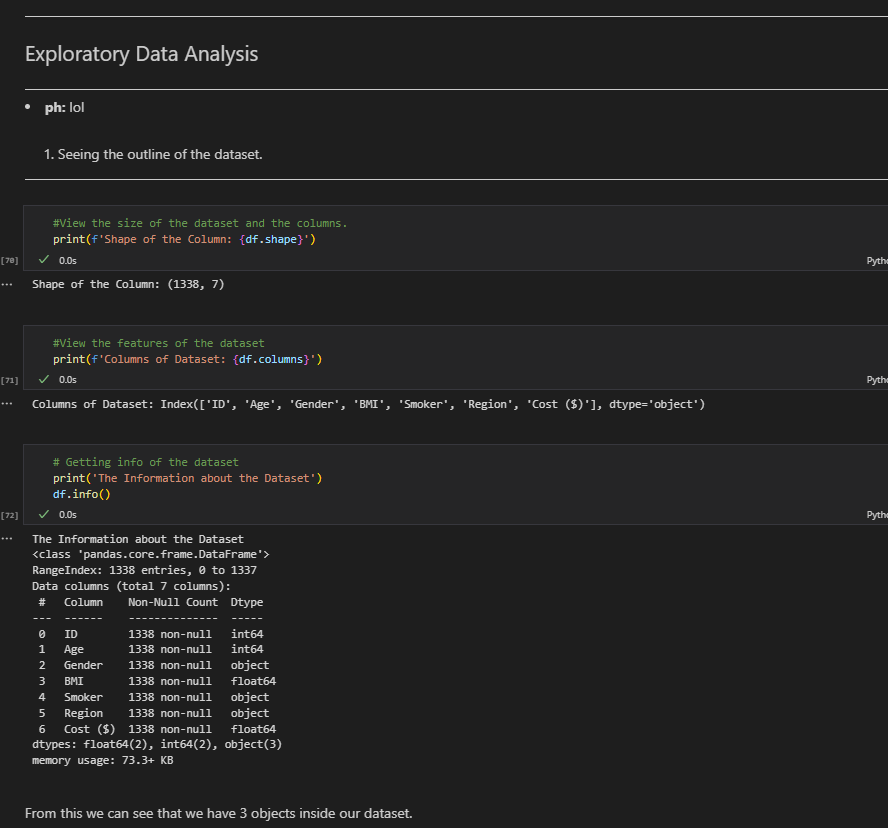 Exploratory Data Analysis
• ph: lol
1. Seeing the outline of the dataset.
#View the size of the dataset and the columns.
print(f'Shape of the Column: {df.shape}')
[70] ✓ 0.0s Pytho
... Shape of the Column: (1338, 7)
#View the features of the dataset
print(f'Columns of Dataset: {df.columns}')
[71] ✓ 0.0s Pytho
... Columns of Dataset: Index(['ID', 'Age', 'Gender', 'BMI', 'Smoker', 'Region', 'Cost ($)'], dtype='object')
# Getting info of the dataset
print('The Information about the Dataset')
df.info()
[72] ✓ 0.0s Pytho
... The Information about the Dataset
<class 'pandas.core.frame.DataFrame'>
RangeIndex: 1338 entries, 0 to 1337
Data columns (total 7 columns):
 #   Column    Non-Null Count  Dtype
---  ------    --------------  -----
 0   ID        1338 non-null   int64
 1   Age       1338 non-null   int64
 2   Gender    1338 non-null   object
 3   BMI       1338 non-null   float64
 4   Smoker    1338 non-null   object
 5   Region    1338 non-null   object
 6   Cost ($)  1338 non-null   float64
dtypes: float64(2), int64(2), object(3)
memory usage: 73.3+ KB
From this we can see that we have 3 objects inside our dataset.